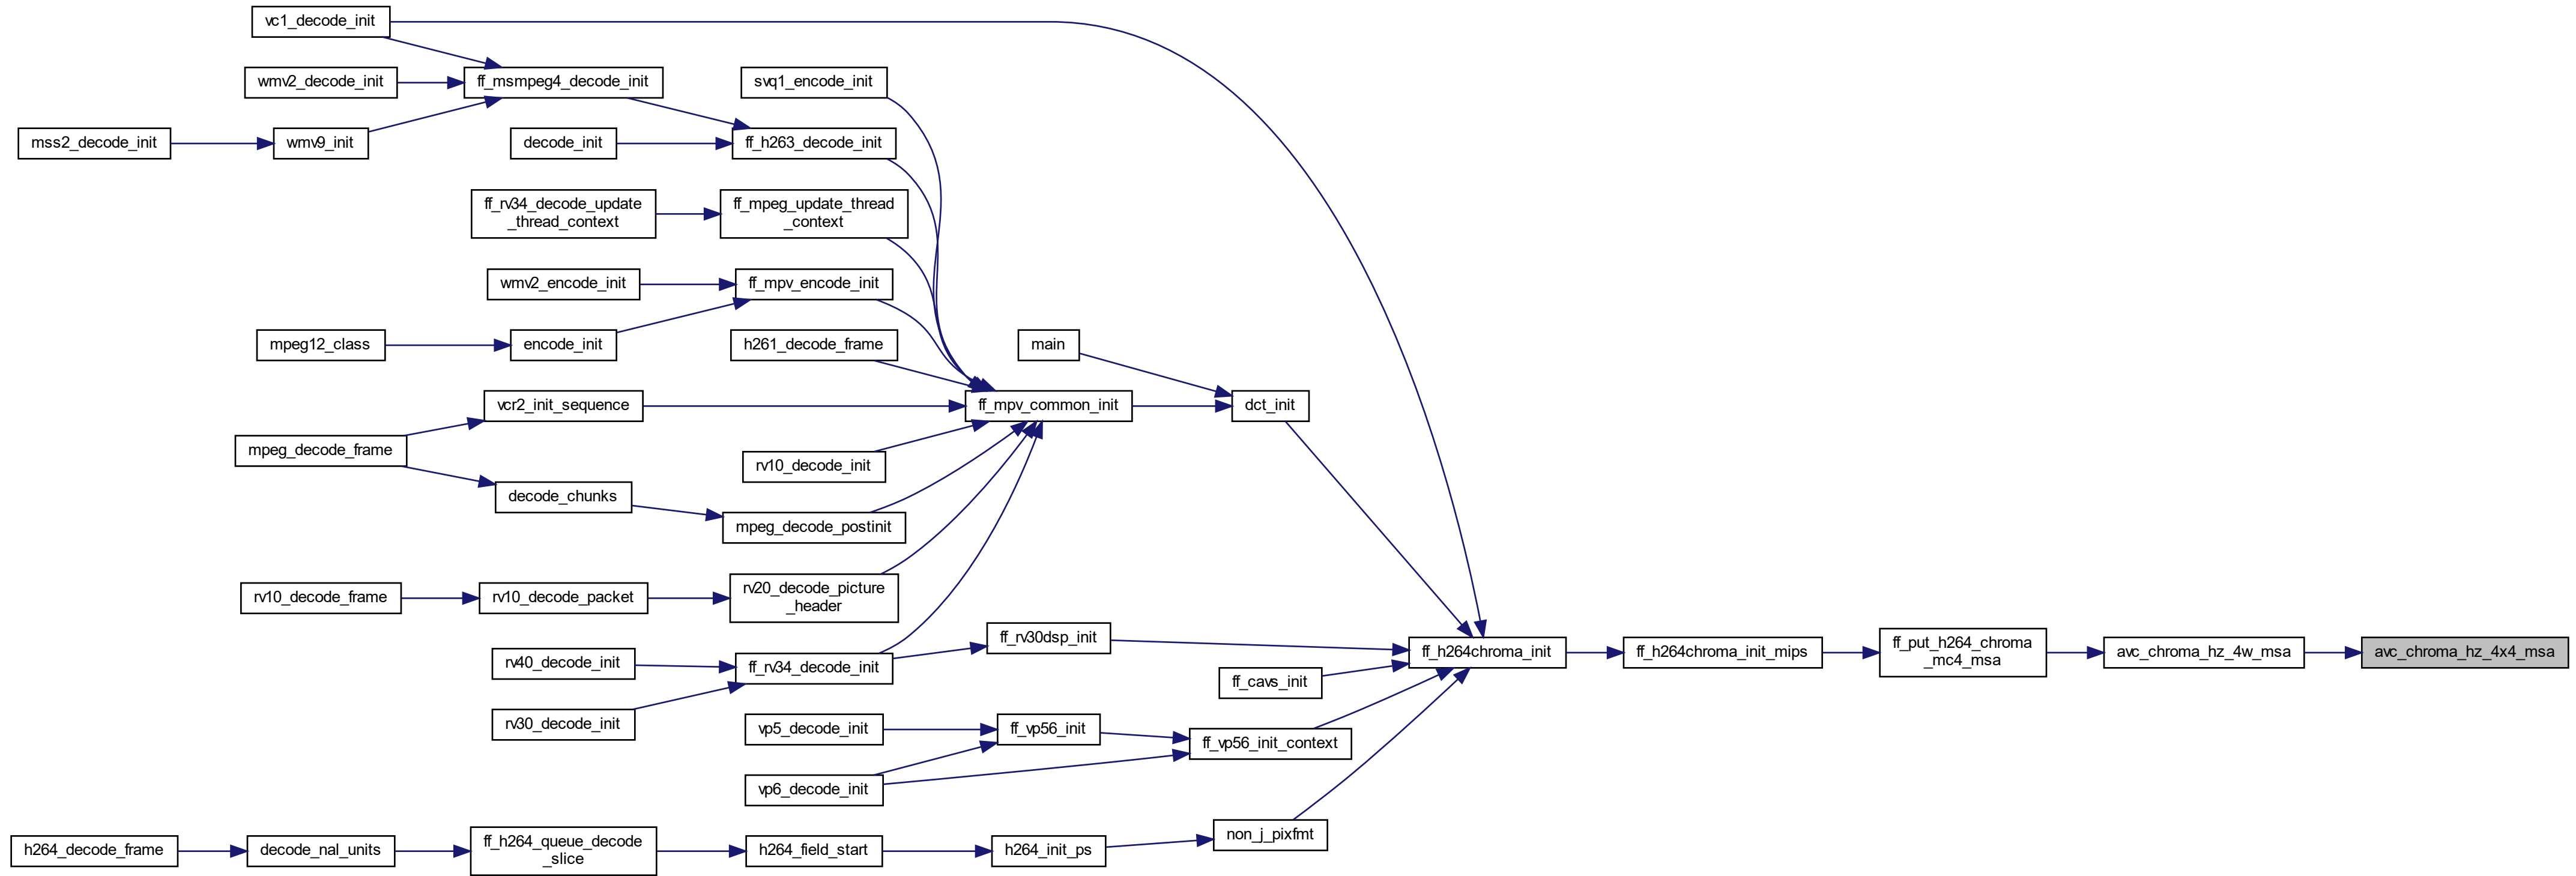 vc1_decode_init
wmv2_decode_init
ff_msmpeg4_decode_init
svq1_encode_init
mss2_decode_init
wmv9_init
decode_init
ff_h263_decode_init
ff_rv34_decode_update
_thread_context
ff_mpeg_update_thread
_context
wmv2_encode_init
ff_mpv_encode_init
mpeg12_class
encode_init
h261_decode_frame
main
vcr2_init_sequence
ff_mpv_common_init
dct_init
mpeg_decode_frame
rv10_decode_init
decode_chunks
mpeg_decode_postinit
rv10_decode_frame
rv10_decode_packet
rv20_decode_picture
_header
ff_rv30dsp_init
rv40_decode_init
ff_rv34_decode_init
ff_h264chroma_init
ff_h264chroma_init_mips
ff_put_h264_chroma
_mc4_msa
avc_chroma_hz_4w_msa
avc_chroma_hz_4x4_msa
ff_cavs_init
rv30_decode_init
vp5_decode_init
ff_vp56_init
ff_vp56_init_context
vp6_decode_init
non_j_pixfmt
h264_decode_frame
decode_nal_units
ff_h264_queue_decode
_slice
h264_field_start
h264_init_ps